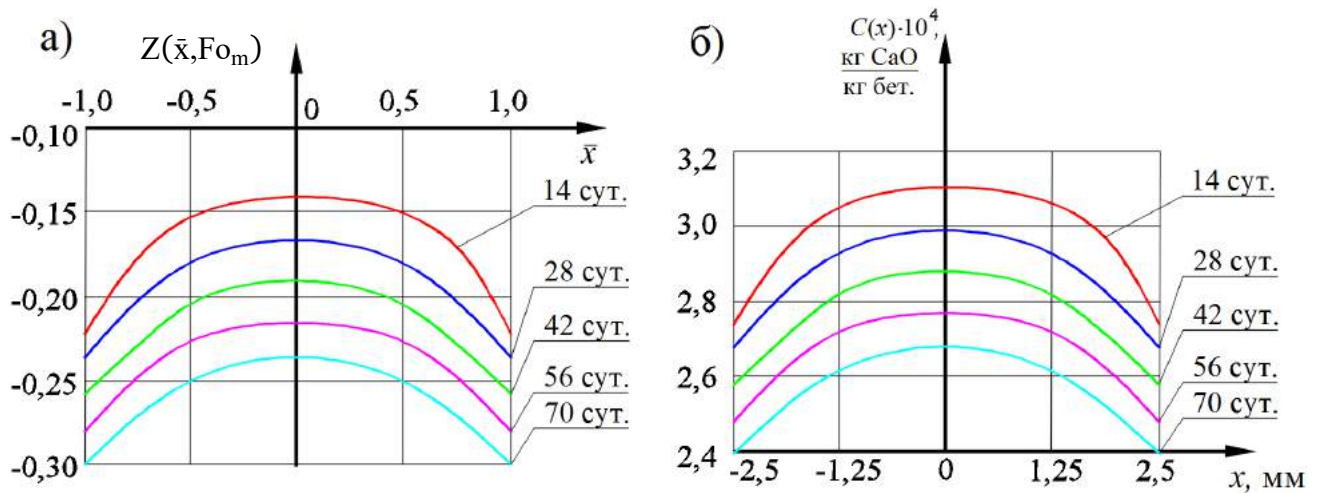 а)
Z(x̄,Fom)
-1,0 -0,5 0 0,5 1,0
x̄
-0,10
-0,15
-0,20
-0,25
-0,30
14 сут.
28 сут.
42 сут.
56 сут.
70 сут.
б)
C(x)·10⁴,
кг CaO
кг бет.
3,2
3,0
2,8
2,6
2,4
14 сут.
28 сут.
42 сут.
56 сут.
70 сут.
-2,5 -1,25 0 1,25 2,5
x, мм